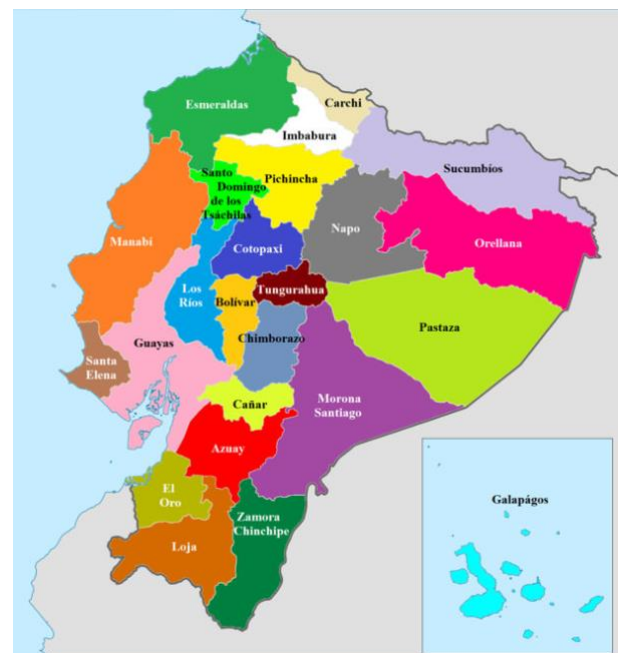 Carchi
Esmeraldas
Imbabura
Sucumbíos
Santo
Domingo
de los
Tsáchilas
Pichincha
Manabí
Cotopaxi
Napo
Orellana
Los
Ríos
Bolívar
Tungurahua
Pastaza
Guayas
Chimborazo
Santa
Elena
Cañar
Morona
Santiago
Azuay
El
Oro
Galapágos
Zamora
Chinchipe
Loja